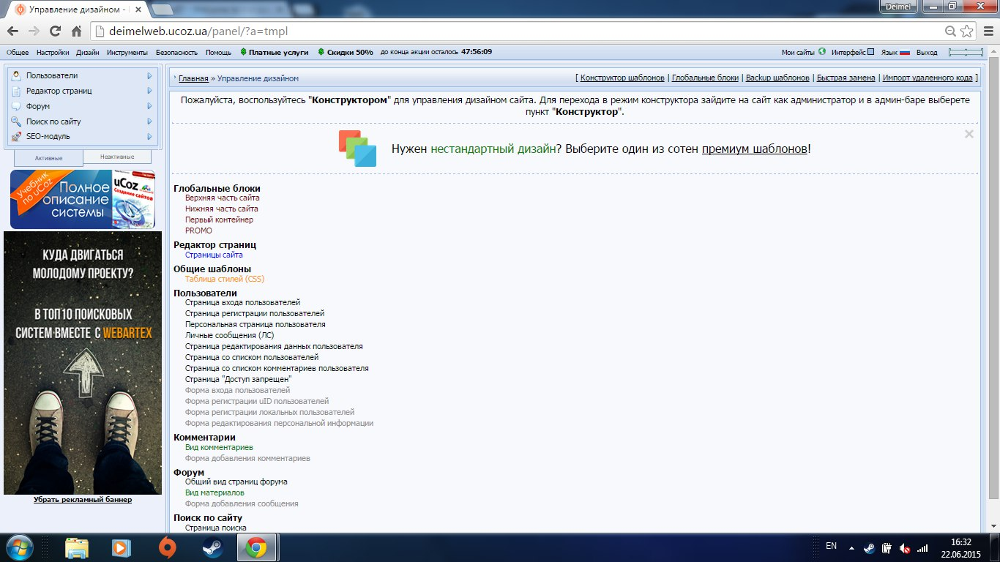 Управление дизайном -
Deimel
deimelweb.ucoz.ua/panel/?a=tmpl
Общее Настройки Дизайн Инструменты Безопасность Помощь Платные услуги Скидки 50% до конца акции осталось 47:56:09 Мои сайты Интерфейс Язык Выход
Пользователи
Редактор страниц
Форум
Поиск по сайту
SEO-модуль
Активные Неактивные
Учебник по uCoz
Полное
описание
системы
uCoz
Создание сайтов
КУДА ДВИГАТЬСЯ
МОЛОДОМУ ПРОЕКТУ?
В ТОП10 ПОИСКОВЫХ
СИСТЕМ ВМЕСТЕ С WEBARTEX
Убрать рекламный баннер
Главная » Управление дизайном [ Конструктор шаблонов | Глобальные блоки | Backup шаблонов | Быстрая замена | Импорт удаленного кода ]
Пожалуйста, воспользуйтесь "Конструктором" для управления дизайном сайта. Для перехода в режим конструктора зайдите на сайт как администратор и в админ-баре выберете
пункт "Конструктор".
Нужен нестандартный дизайн? Выберите один из сотен премиум шаблонов!
Глобальные блоки
Верхняя часть сайта
Нижняя часть сайта
Первый контейнер
PROMO
Редактор страниц
Страницы сайта
Общие шаблоны
Таблица стилей (CSS)
Пользователи
Страница входа пользователей
Страница регистрации пользователей
Персональная страница пользователя
Личные сообщения (ЛС)
Страница редактирования данных пользователя
Страница со списком пользователей
Страница со списком комментариев пользователя
Страница "Доступ запрещен"
Форма входа пользователей
Форма регистрации uID пользователей
Форма регистрации локальных пользователей
Форма редактирования персональной информации
Комментарии
Вид комментариев
Форма добавления комментариев
Форум
Общий вид страниц форума
Вид материалов
Форма добавления сообщения
Поиск по сайту
Страница поиска
EN
16:32
22.06.2015